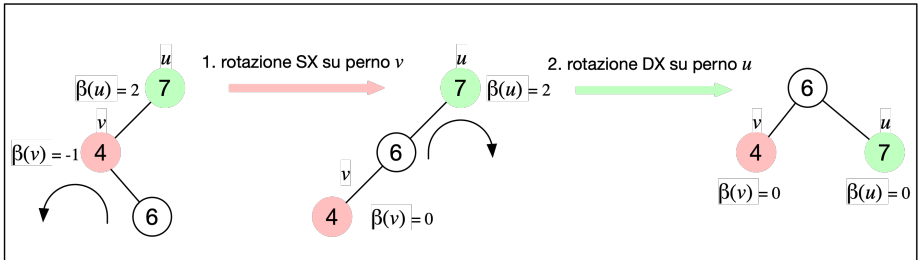 u
β(u) = 2
7
v
β(v) = -1
4
6
1. rotazione SX su perno v
u
7
β(u) = 2
6
v
4
β(v) = 0
2. rotazione DX su perno u
6
v
4
β(v) = 0
u
7
β(u) = 0